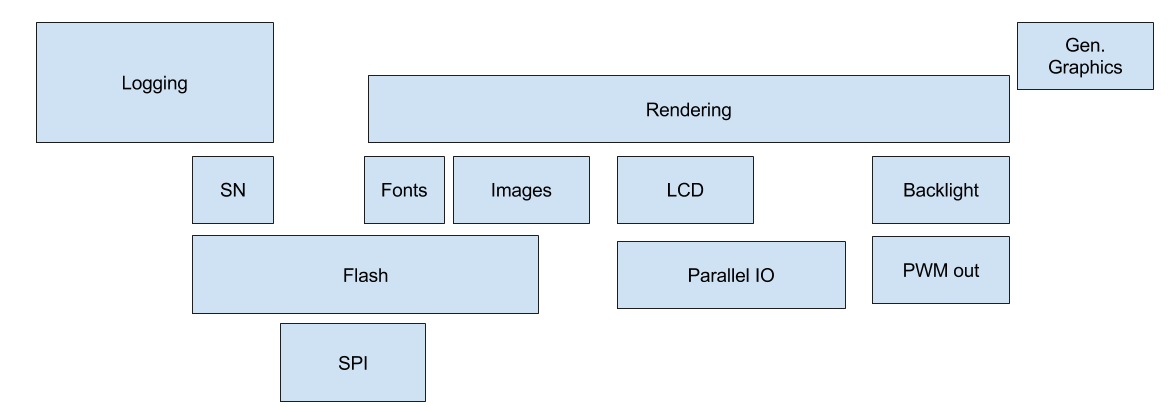 Gen.
Graphics
Logging
Rendering
SN
Fonts
Images
LCD
Backlight
Flash
Parallel IO
PWM out
SPI